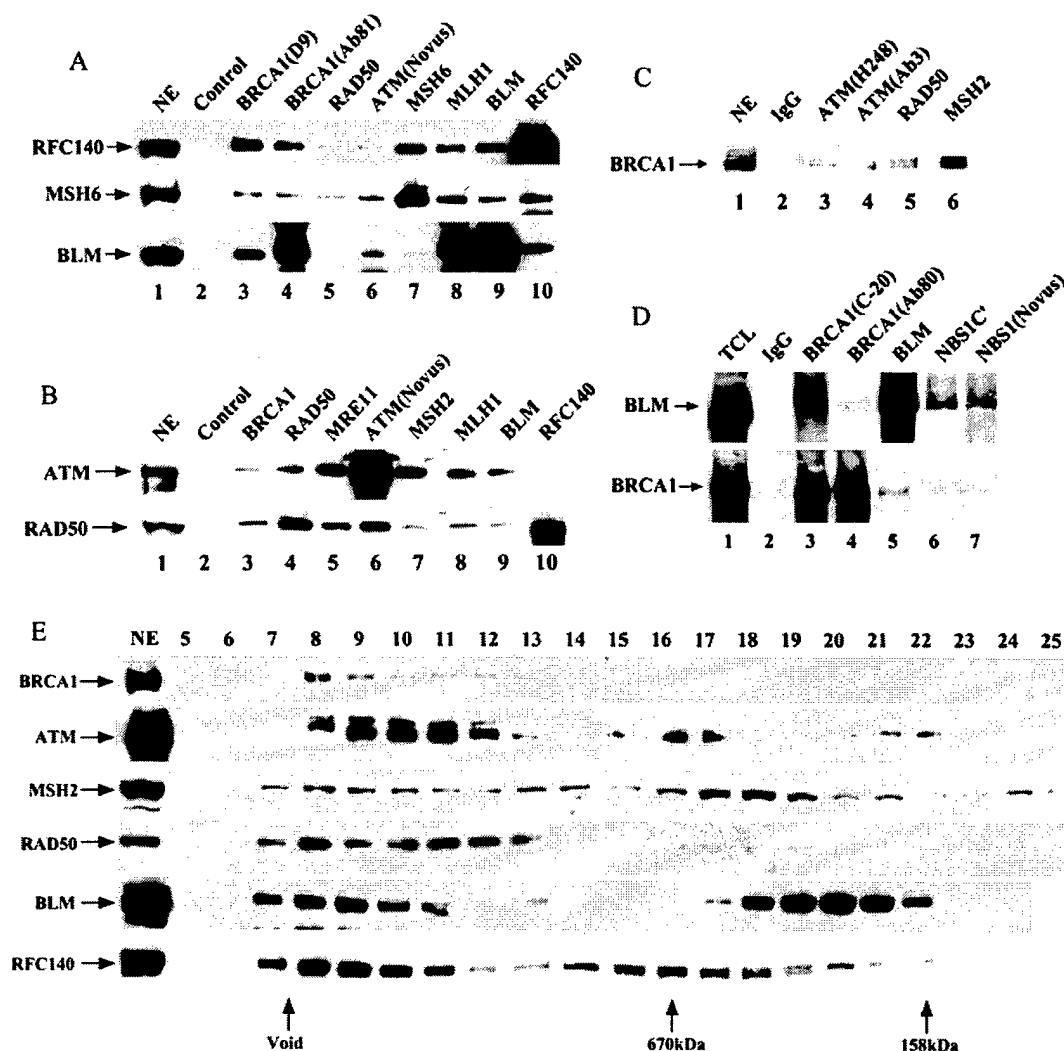 A
NE Control BRCA1(D9) BRCA1(Ab81) RAD50 ATM(Novus) MSH6 MLH1 BLM RFC140
RFC140
MSH6
BLM
1 2 3 4 5 6 7 8 9 10
B
NE Control BRCA1 RAD50 MRE11 ATM(Novus) MSH2 MLH1 BLM RFC140
ATM
RAD50
1 2 3 4 5 6 7 8 9 10
C
NE IgG ATM(H248) ATM(Ab3) RAD50 MSH2
BRCA1
1 2 3 4 5 6
D
TCL IgG BRCA1(C-20) BRCA1(Ab80) BLM NBS1C' NBS1(Novus)
BLM
BRCA1
1 2 3 4 5 6 7
E
NE 5 6 7 8 9 10 11 12 13 14 15 16 17 18 19 20 21 22 23 24 25
BRCA1
ATM
MSH2
RAD50
BLM
RFC140
Void 670kDa 158kDa